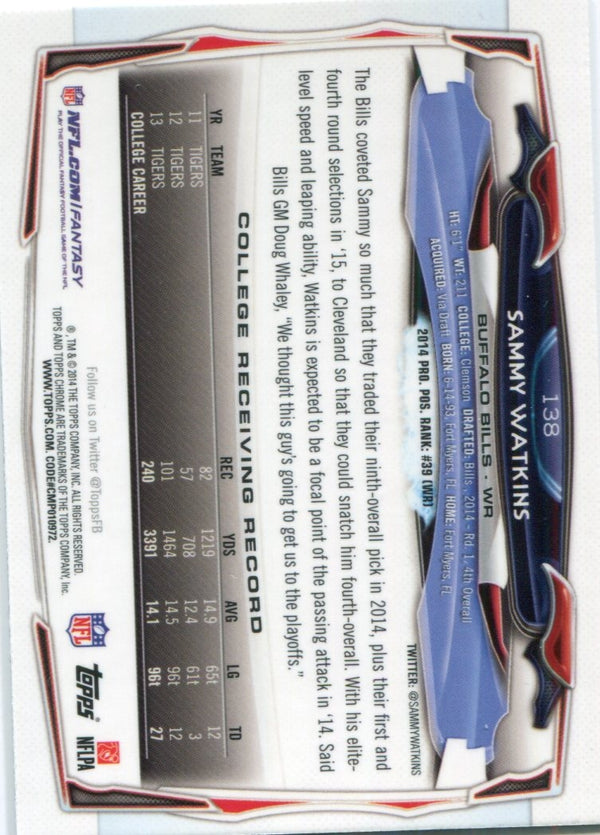 138
SAMMY WATKINS
BUFFALO BILLS - WR
HT: 6'1" WT: 211 COLLEGE: Clemson DRAFTED: Bills, 2014 - Rd 1, 4th Overall
ACQUIRED: Via Draft BORN: 6-14-93, Fort Myers, FL HOME: Fort Myers, FL
2014 PRO. POS. RANK: #39 (WR)
TWITTER: @SAMMYWATKINS
The Bills coveted Sammy so much that they traded their ninth-overall pick in 2014, plus their first and
fourth round selections in '15, to Cleveland so that they could snatch him fourth-overall. With his elite-
level speed and leaping ability, Watkins is expected to be a focal point of the passing attack in '14. Said
Bills GM Doug Whaley, "We thought this guy's going to get us to the playoffs."
COLLEGE RECEIVING RECORD
YR TEAM REC YDS AVG LG TD
11 TIGERS 82 1219 14.9 65t 12
12 TIGERS 57 708 12.4 61t 3
13 TIGERS 101 1464 14.5 96t 12
COLLEGE CAREER 240 3391 14.1 96t 27
NFL.COM/FANTASY
PLAY THE OFFICIAL FANTASY FOOTBALL GAME OF THE NFL
Follow us on Twitter @ToppsFB
®, TM & © 2014 THE TOPPS COMPANY, INC. ALL RIGHTS RESERVED.
TOPPS AND TOPPS CHROME ARE TRADEMARKS OF THE TOPPS COMPANY, Inc.
WWW.TOPPS.COM. CODE#CMP010972.
NFL
Topps
NFLPA